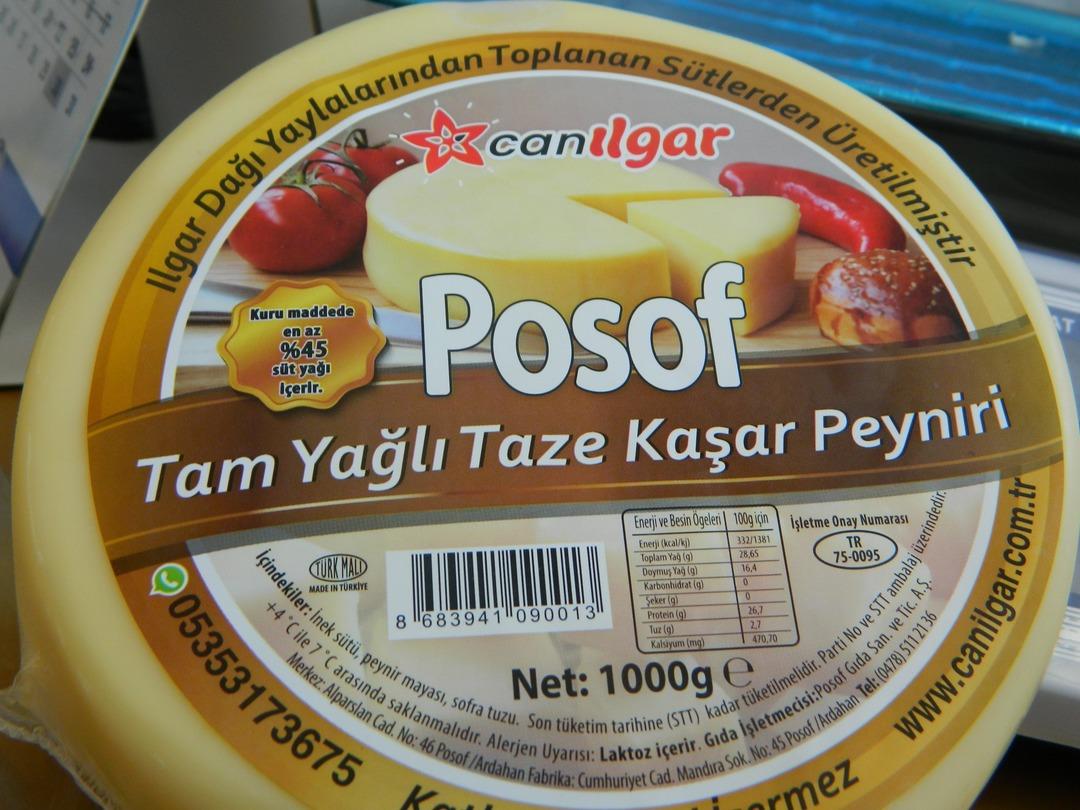 Ilgar Dağı Yaylalarından Toplanan Sütlerden Üretilmiştir
canılgar
Kuru maddede
en az
%45
süt yağı
içerir.
Posof
Tam Yağlı Taze Kaşar Peyniri
TÜRK MALI
MADE IN TÜRKİYE
8 683941 090013
Enerji ve Besin Ögeleri 100g için
Enerji (kcal/kj) 332/1381
Toplam Yağ (g) 28,65
Doymuş Yağ (g) 16,4
Karbonhidrat (g) 0
Şeker (g) 0
Protein (g) 26,7
Tuz (g) 2,7
Kalsiyum (mg) 470,70
İşletme Onay Numarası
TR
75-0095
Net: 1000g e
İçindekiler: İnek sütü, peynir mayası, sofra tuzu. Son tüketim tarihine (STT) kadar tüketilmelidir. Parti No ve STT ambalaj üzerindedir.
+4 °C ile 7 °C arasında saklanmalıdır. Alerjen Uyarısı: Laktoz içerir. Gıda İşletmecisi: Posof Gıda San. ve Tic. A.Ş.
Merkez: Alparslan Cad. No: 46 Posof /Ardahan Fabrika: Cumhuriyet Cad. Mandıra Sok. No: 45 Posof /Ardahan Tel: (0478) 511 21 36
05353173675
www.canilgar.com.tr